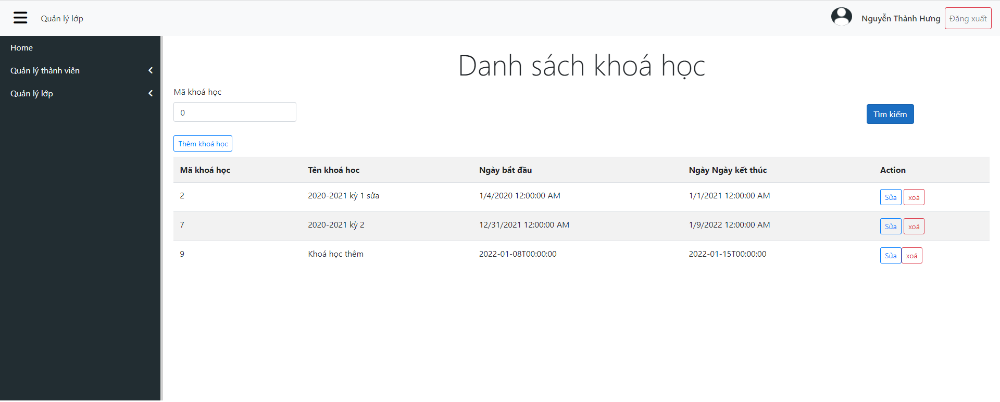 Quản lý lớp
Nguyễn Thành Hưng
Đăng xuất
Home
Quản lý thành viên
Quản lý lớp
Danh sách khoá học
Mã khoá học
0
Tìm kiếm
Thêm khoá học
Mã khoá học Tên khoá hoc Ngày bắt đầu Ngày Ngày kết thúc Action
2 2020-2021 kỳ 1 sửa 1/4/2020 12:00:00 AM 1/1/2021 12:00:00 AM Sửa xoá
7 2020-2021 kỳ 2 12/31/2021 12:00:00 AM 1/9/2022 12:00:00 AM Sửa xoá
9 Khoá học thêm 2022-01-08T00:00:00 2022-01-15T00:00:00 Sửa xoá